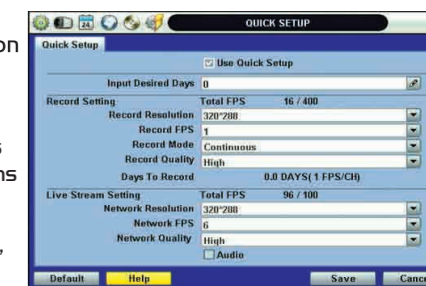 on
s
ns
,
24
QUICK SETUP
Quick Setup
Use Quick Setup
Input Desired Days 0
Record Setting Total FPS 16 / 400
Record Resolution 320*288
Record FPS 1
Record Mode Continuous
Record Quality High
Days To Record 0.0 DAYS( 1 FPS/CH)
Live Stream Setting Total FPS 96 / 100
Network Resolution 320*288
Network FPS 6
Network Quality High
Audio
Default Help Save Cance